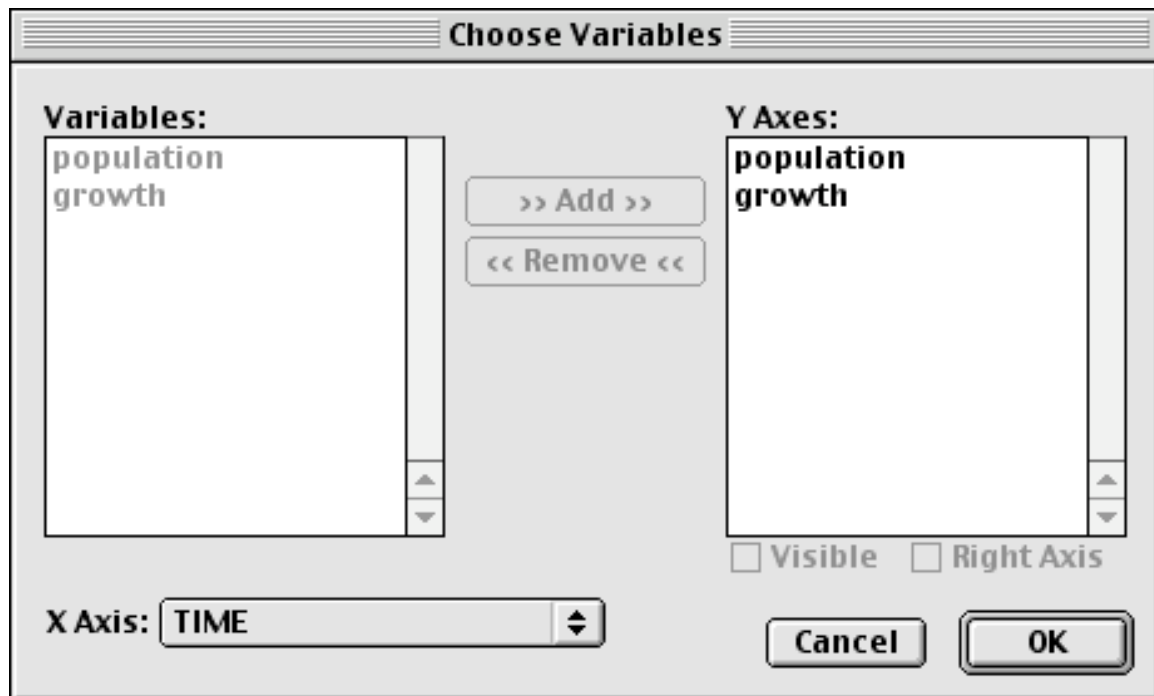 Choose Variables
Variables:
population
growth
>> Add >>
<< Remove <<
Y Axes:
population
growth
Visible
Right Axis
X Axis: TIME
Cancel
OK